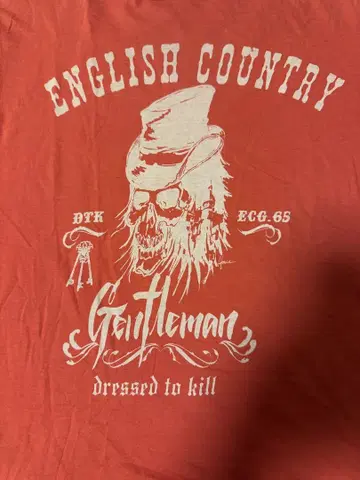 ENGLISH COUNTRY
DTK
ECG.65
Gentleman
dressed to kill